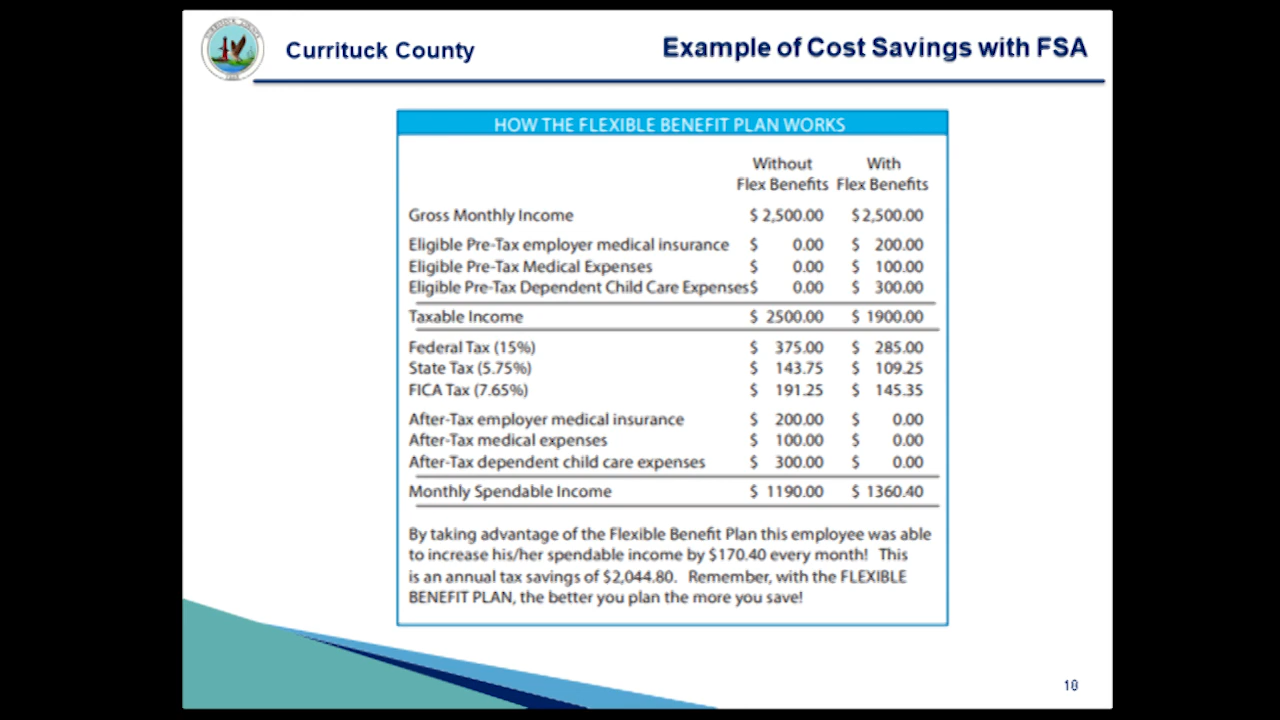 Currituck County
Example of Cost Savings with FSA
HOW THE FLEXIBLE BENEFIT PLAN WORKS
Without With
Flex Benefits Flex Benefits
Gross Monthly Income $ 2,500.00 $ 2,500.00
Eligible Pre-Tax employer medical insurance $ 0.00 $ 200.00
Eligible Pre-Tax Medical Expenses $ 0.00 $ 100.00
Eligible Pre-Tax Dependent Child Care Expenses $ 0.00 $ 300.00
Taxable Income $ 2500.00 $ 1900.00
Federal Tax (15%) $ 375.00 $ 285.00
State Tax (5.75%) $ 143.75 $ 109.25
FICA Tax (7.65%) $ 191.25 $ 145.35
After-Tax employer medical insurance $ 200.00 $ 0.00
After-Tax medical expenses $ 100.00 $ 0.00
After-Tax dependent child care expenses $ 300.00 $ 0.00
Monthly Spendable Income $ 1190.00 $ 1360.40
By taking advantage of the Flexible Benefit Plan this employee was able
to increase his/her spendable income by $170.40 every month! This
is an annual tax savings of $2,044.80. Remember, with the FLEXIBLE
BENEFIT PLAN, the better you plan the more you save!